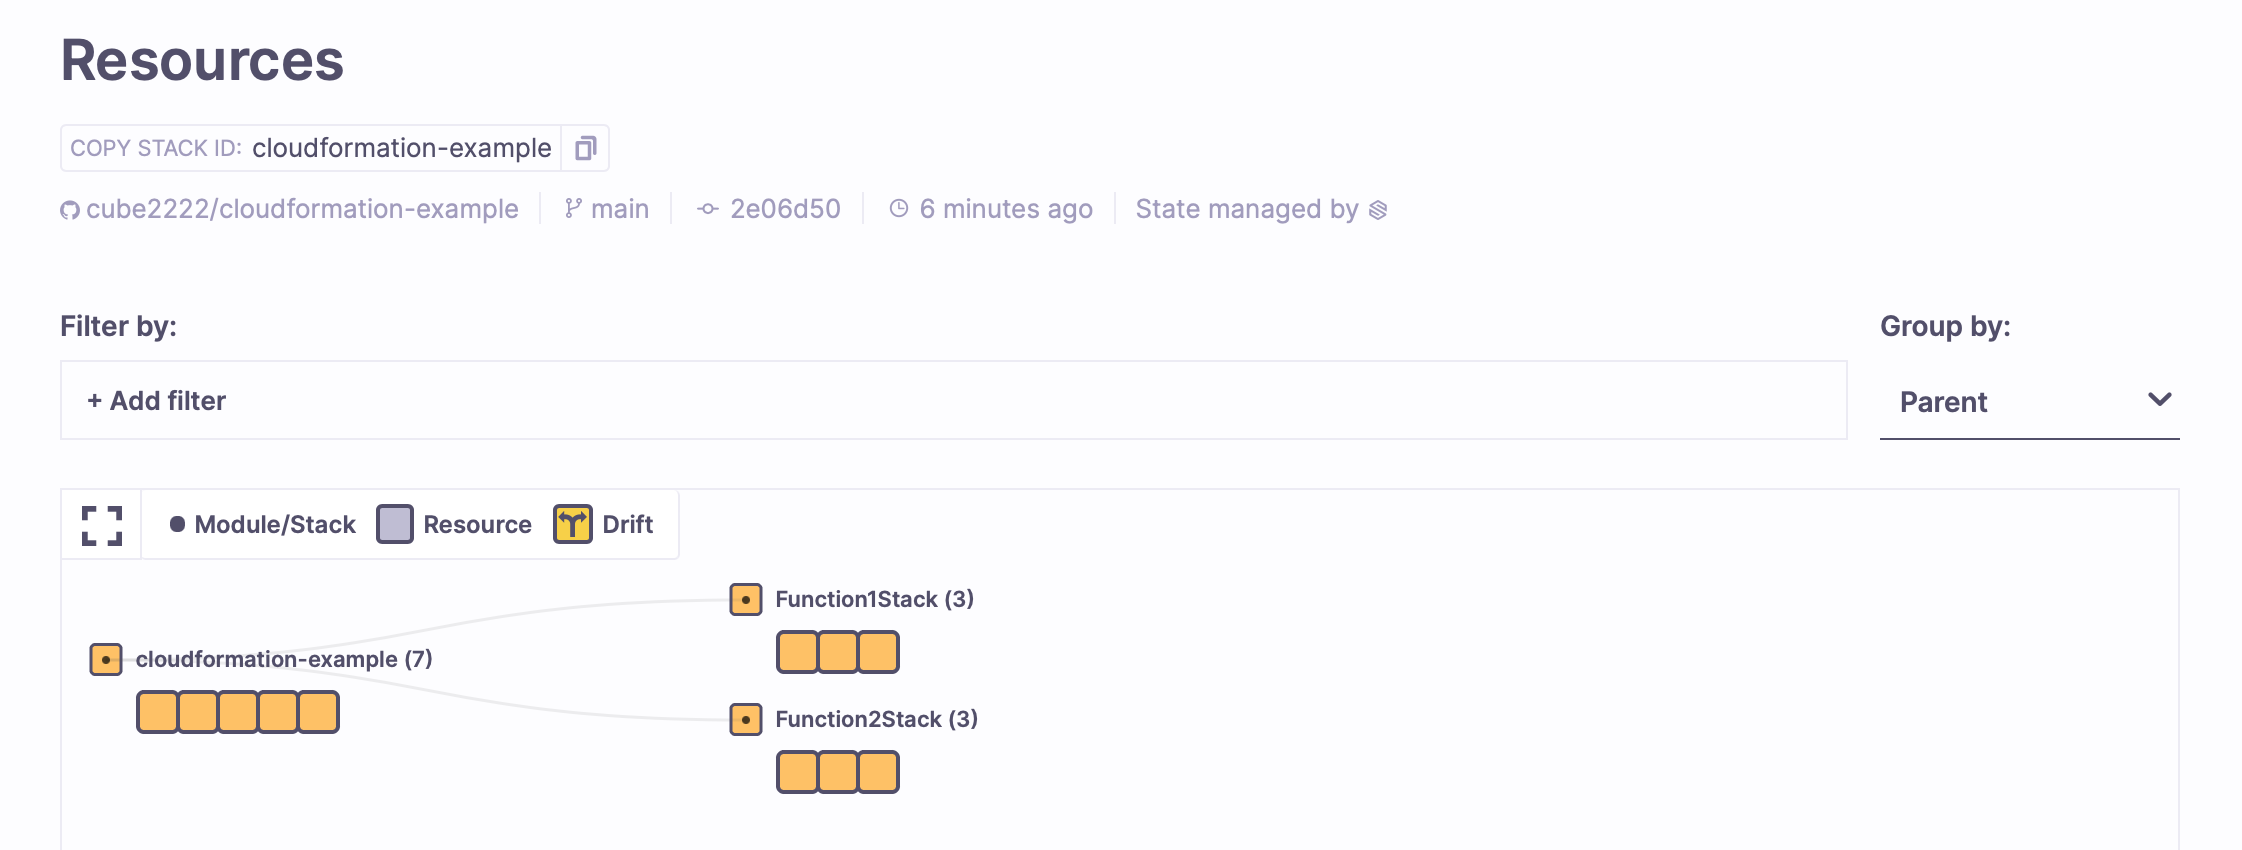 Resources
COPY STACK ID: cloudformation-example
cube2222/cloudformation-example main 2e06d50 6 minutes ago State managed by
Filter by: Group by:
+ Add filter Parent
Module/Stack Resource Drift
Function1Stack (3)
cloudformation-example (7)
Function2Stack (3)